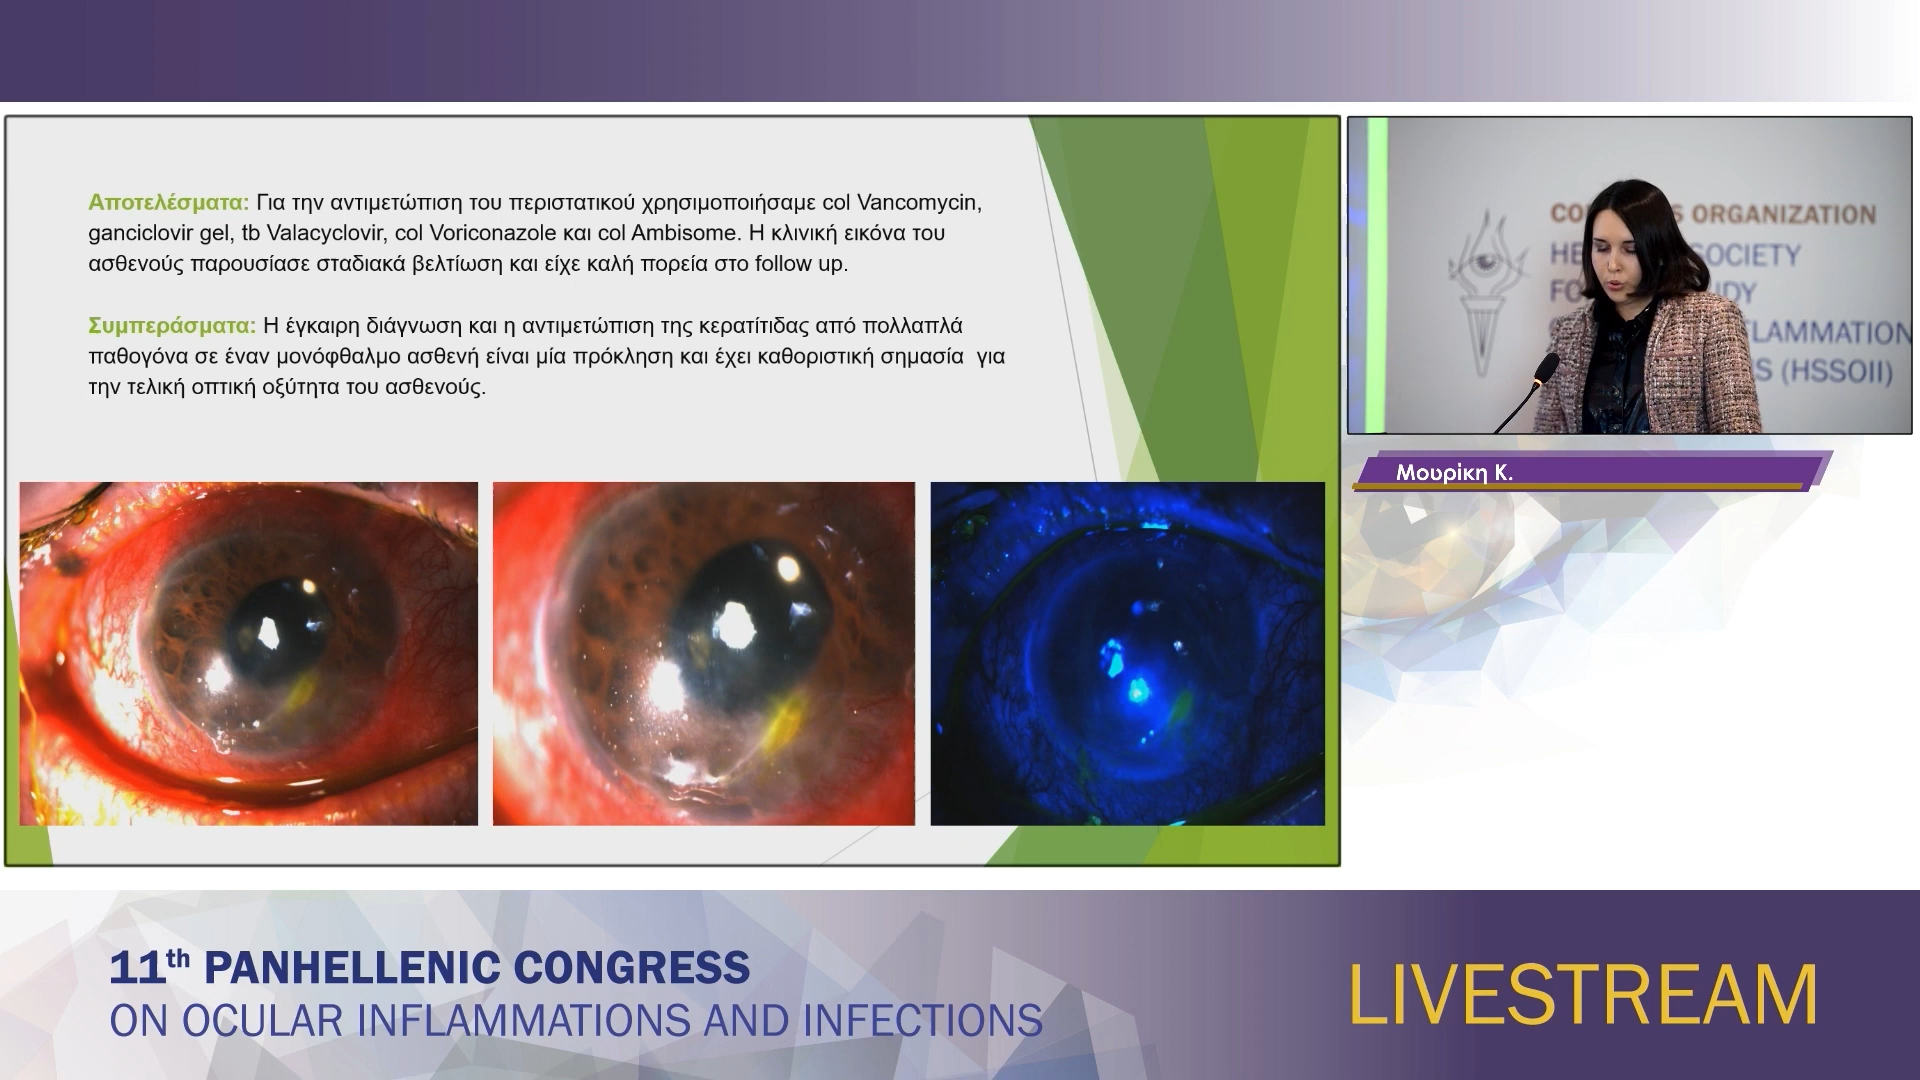 Αποτελέσματα: Για την αντιμετώπιση του περιστατικού χρησιμοποιήσαμε col Vancomycin,
ganciclovir gel, tb Valacyclovir, col Voriconazole και col Ambisome. Η κλινική εικόνα του
ασθενούς παρουσίασε σταδιακά βελτίωση και είχε καλή πορεία στο follow up.
Συμπεράσματα: Η έγκαιρη διάγνωση και η αντιμετώπιση της κερατίτιδας από πολλαπλά
παθογόνα σε έναν μονόφθαλμο ασθενή είναι μία πρόκληση και έχει καθοριστική σημασία για
την τελική οπτική οξύτητα του ασθενούς.
ORGANIZATION
SOCIETY
(HSSOII)
Μουρίκη Κ.
11th PANHELLENIC CONGRESS
ON OCULAR INFLAMMATIONS AND INFECTIONS
LIVESTREAM